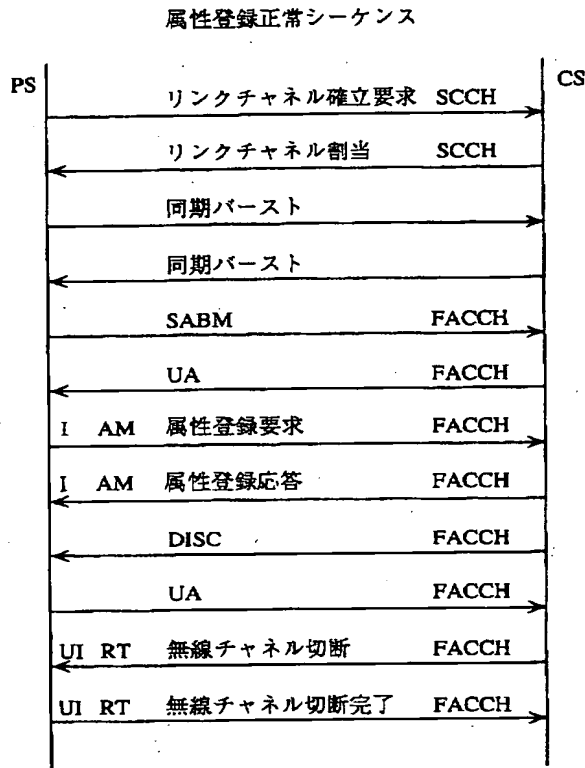 属性登録正常シーケンス
PS CS
リンクチャネル確立要求 SCCH
リンクチャネル割当 SCCH
同期バースト
同期バースト
SABM FACCH
UA FACCH
I AM 属性登録要求 FACCH
I AM 属性登録応答 FACCH
DISC FACCH
UA FACCH
UI RT 無線チャネル切断 FACCH
UI RT 無線チャネル切断完了 FACCH